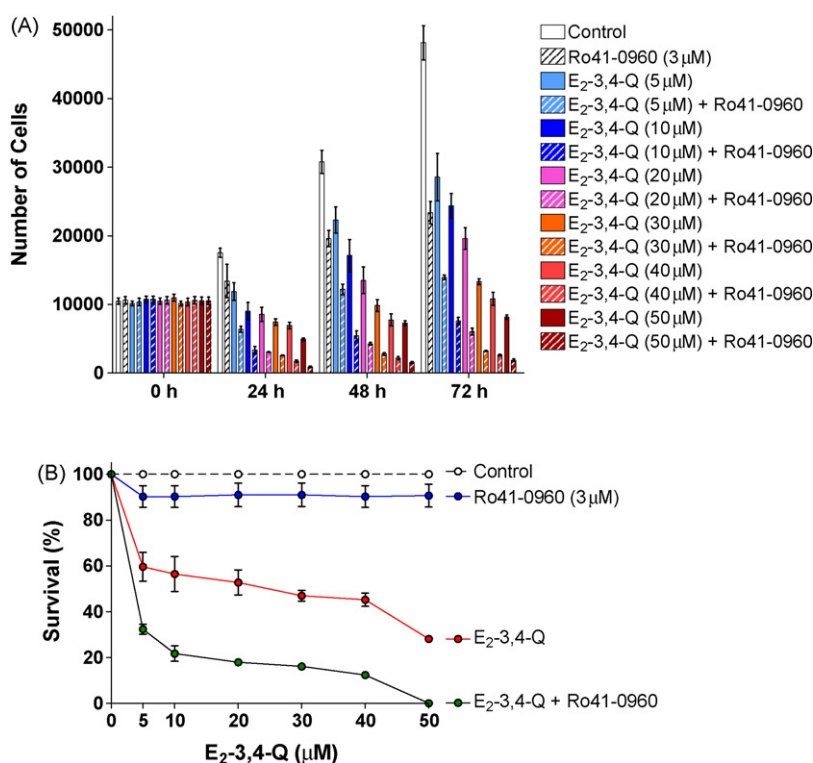 (A)
Number of Cells
50000
40000
30000
20000
10000
0
0 h
24 h
48 h
72 h
Control
Ro41-0960 (3 μM)
E₂-3,4-Q (5 μM)
E₂-3,4-Q (5 μM) + Ro41-0960
E₂-3,4-Q (10 μM)
E₂-3,4-Q (10 μM) + Ro41-0960
E₂-3,4-Q (20 μM)
E₂-3,4-Q (20 μM) + Ro41-0960
E₂-3,4-Q (30 μM)
E₂-3,4-Q (30 μM) + Ro41-0960
E₂-3,4-Q (40 μM)
E₂-3,4-Q (40 μM) + Ro41-0960
E₂-3,4-Q (50 μM)
E₂-3,4-Q (50 μM) + Ro41-0960
(B)
Survival (%)
100
80
60
40
20
0
0
5
10
20
30
40
50
E₂-3,4-Q (μM)
Control
Ro41-0960 (3 μM)
E₂-3,4-Q
E₂-3,4-Q + Ro41-0960